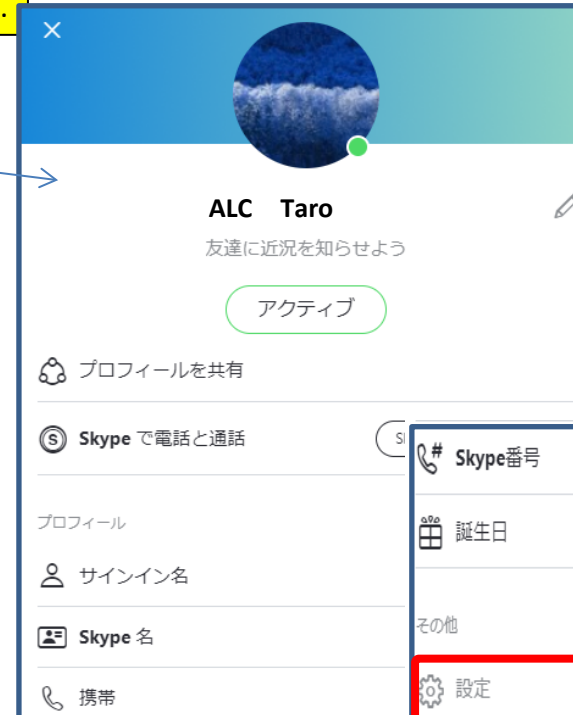 ALC Taro
友達に近況を知らせよう
アクティブ
プロフィールを共有
Skype で電話と通話
プロフィール
サインイン名
Skype 名
携帯
Skype番号
誕生日
その他
設定